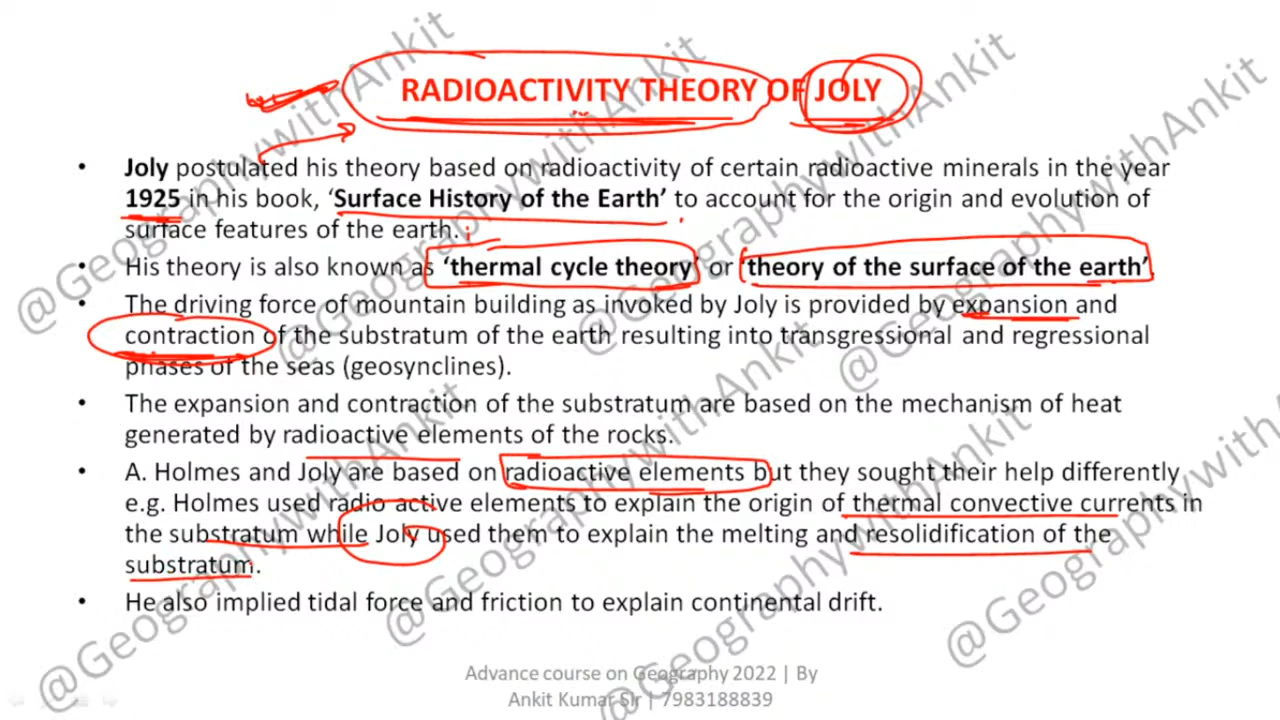 RADIOACTIVITY THEORY OF JOLY
• Joly postulated his theory based on radioactivity of certain radioactive minerals in the year
1925 in his book, ‘Surface History of the Earth’ to account for the origin and evolution of
surface features of the earth.
• His theory is also known as ‘thermal cycle theory’ or ‘theory of the surface of the earth’.
• The driving force of mountain building as invoked by Joly is provided by expansion and
contraction of the substratum of the earth resulting into transgressional and regressional
phases of the seas (geosynclines).
• The expansion and contraction of the substratum are based on the mechanism of heat
generated by radioactive elements of the rocks.
• A. Holmes and Joly are based on radioactive elements but they sought their help differently
e.g. Holmes used radio active elements to explain the origin of thermal convective currents in
the substratum while Joly used them to explain the melting and resolidification of the
substratum.
• He also implied tidal force and friction to explain continental drift.
Advance course on Geography 2022 | By
Ankit Kumar Sir | 7983188839
@GeographywithAnkit
@GeographywithAnkit
@GeographywithAnkit
@GeographywithAnkit
@GeographywithAnkit
@GeographywithAnkit
@GeographywithAnkit
@GeographywithAnkit